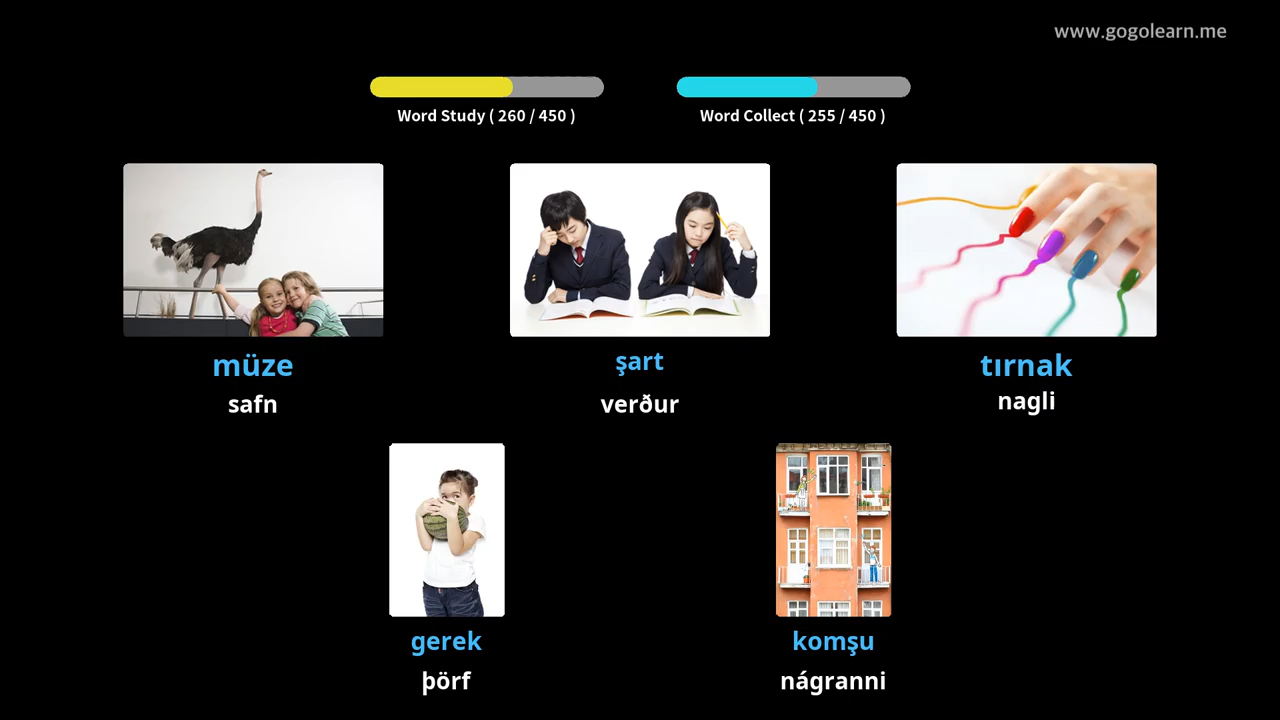 www.gogolearn.me
Word Study ( 260 / 450 )
Word Collect ( 255 / 450 )
müze
safn
şart
verður
tırnak
nagli
gerek
þörf
komşu
nágranni